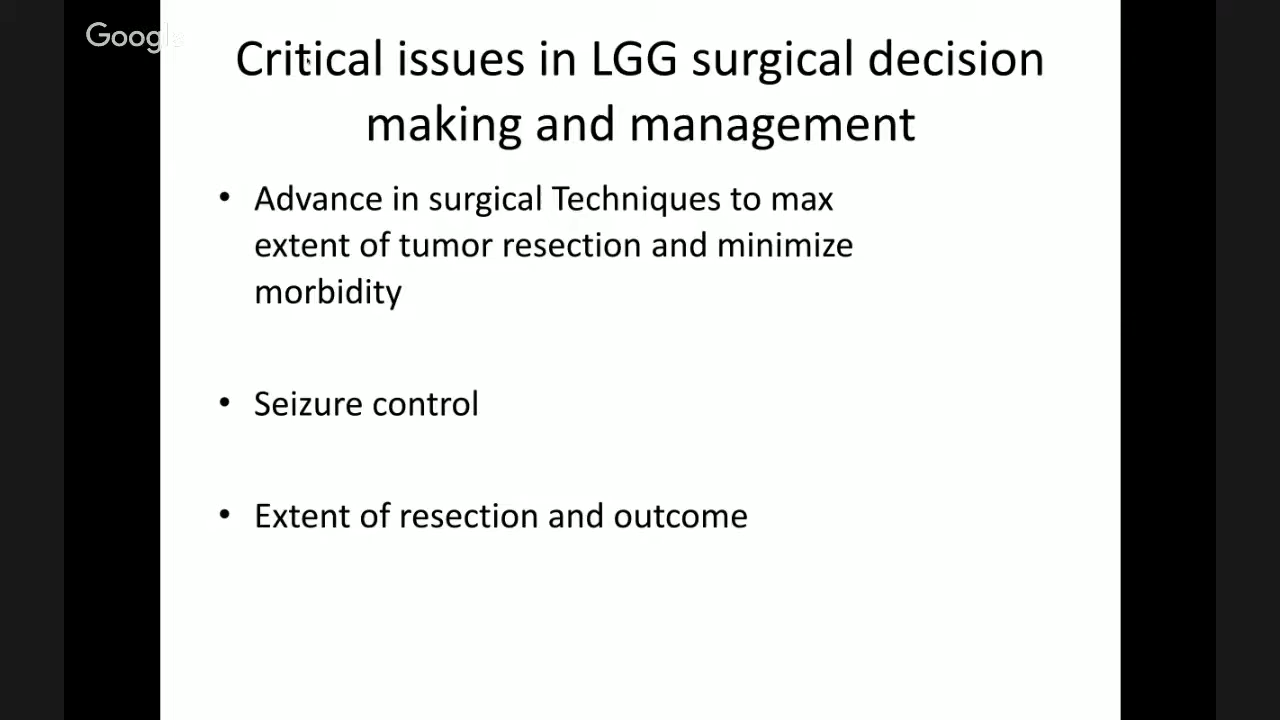 Google
Critical issues in LGG surgical decision
making and management
• Advance in surgical Techniques to max
extent of tumor resection and minimize
morbidity
• Seizure control
• Extent of resection and outcome